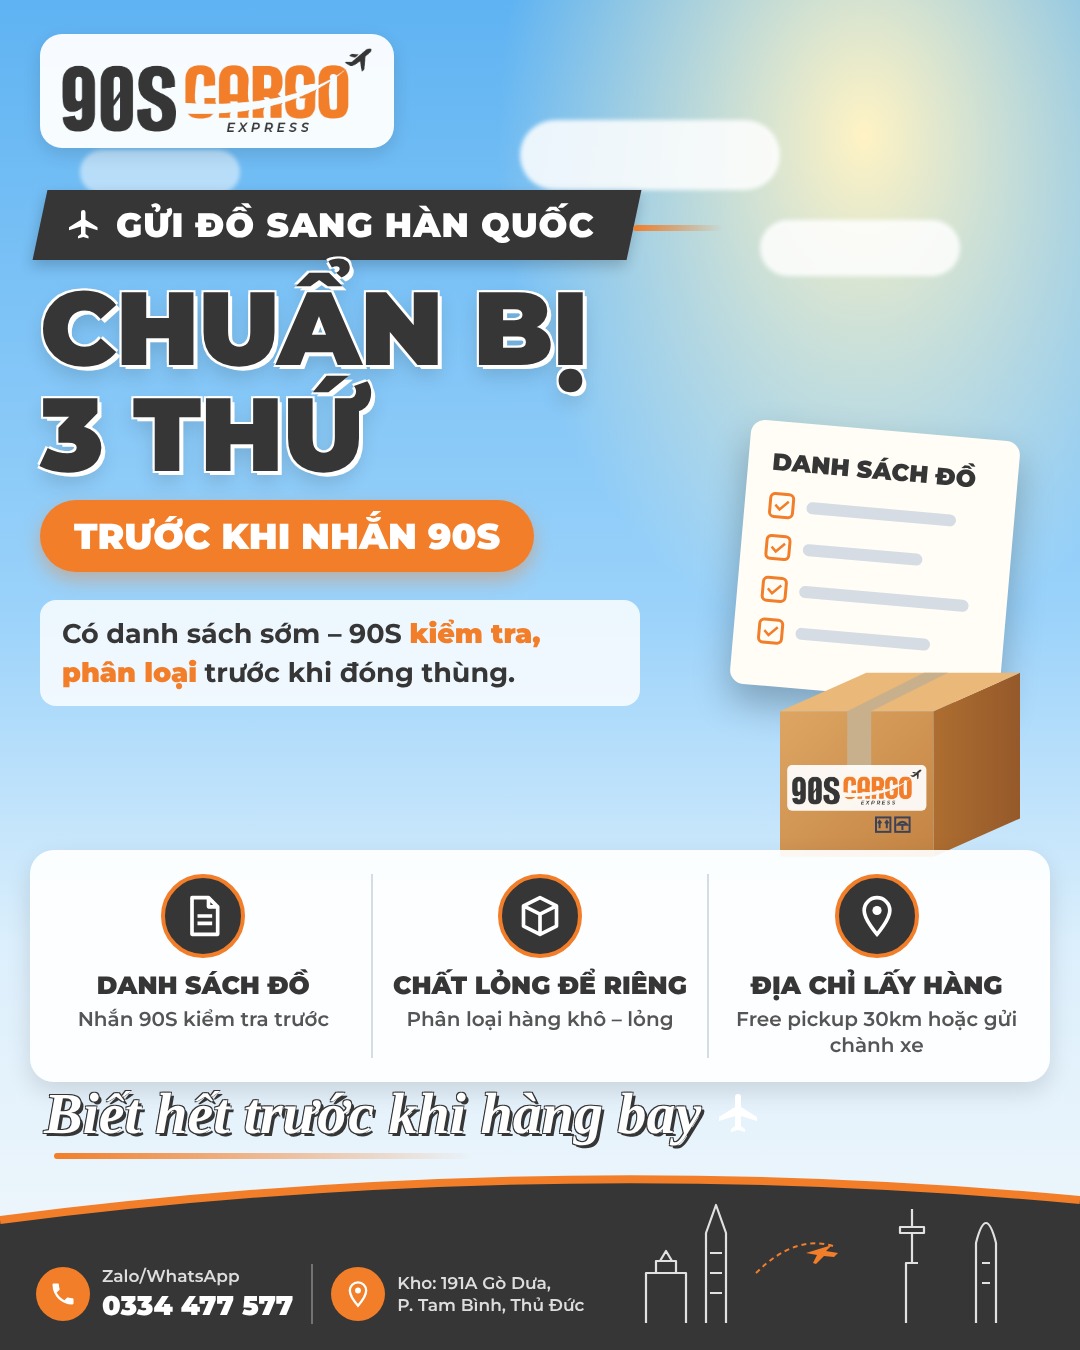 90S CARGO
EXPRESS
GỬI ĐỒ SANG HÀN QUỐC
CHUẨN BỊ
3 THỨ
TRƯỚC KHI NHẮN 90S
Có danh sách sớm – 90S kiểm tra,
phân loại trước khi đóng thùng.
DANH SÁCH ĐỒ
90S CARGO
EXPRESS
DANH SÁCH ĐỒ
Nhắn 90S kiểm tra trước
CHẤT LỎNG ĐỂ RIÊNG
Phân loại hàng khô – lỏng
ĐỊA CHỈ LẤY HÀNG
Free pickup 30km hoặc gửi
chành xe
Biết hết trước khi hàng bay
Zalo/WhatsApp
0334 477 577
Kho: 191A Gò Dưa,
P. Tam Bình, Thủ Đức